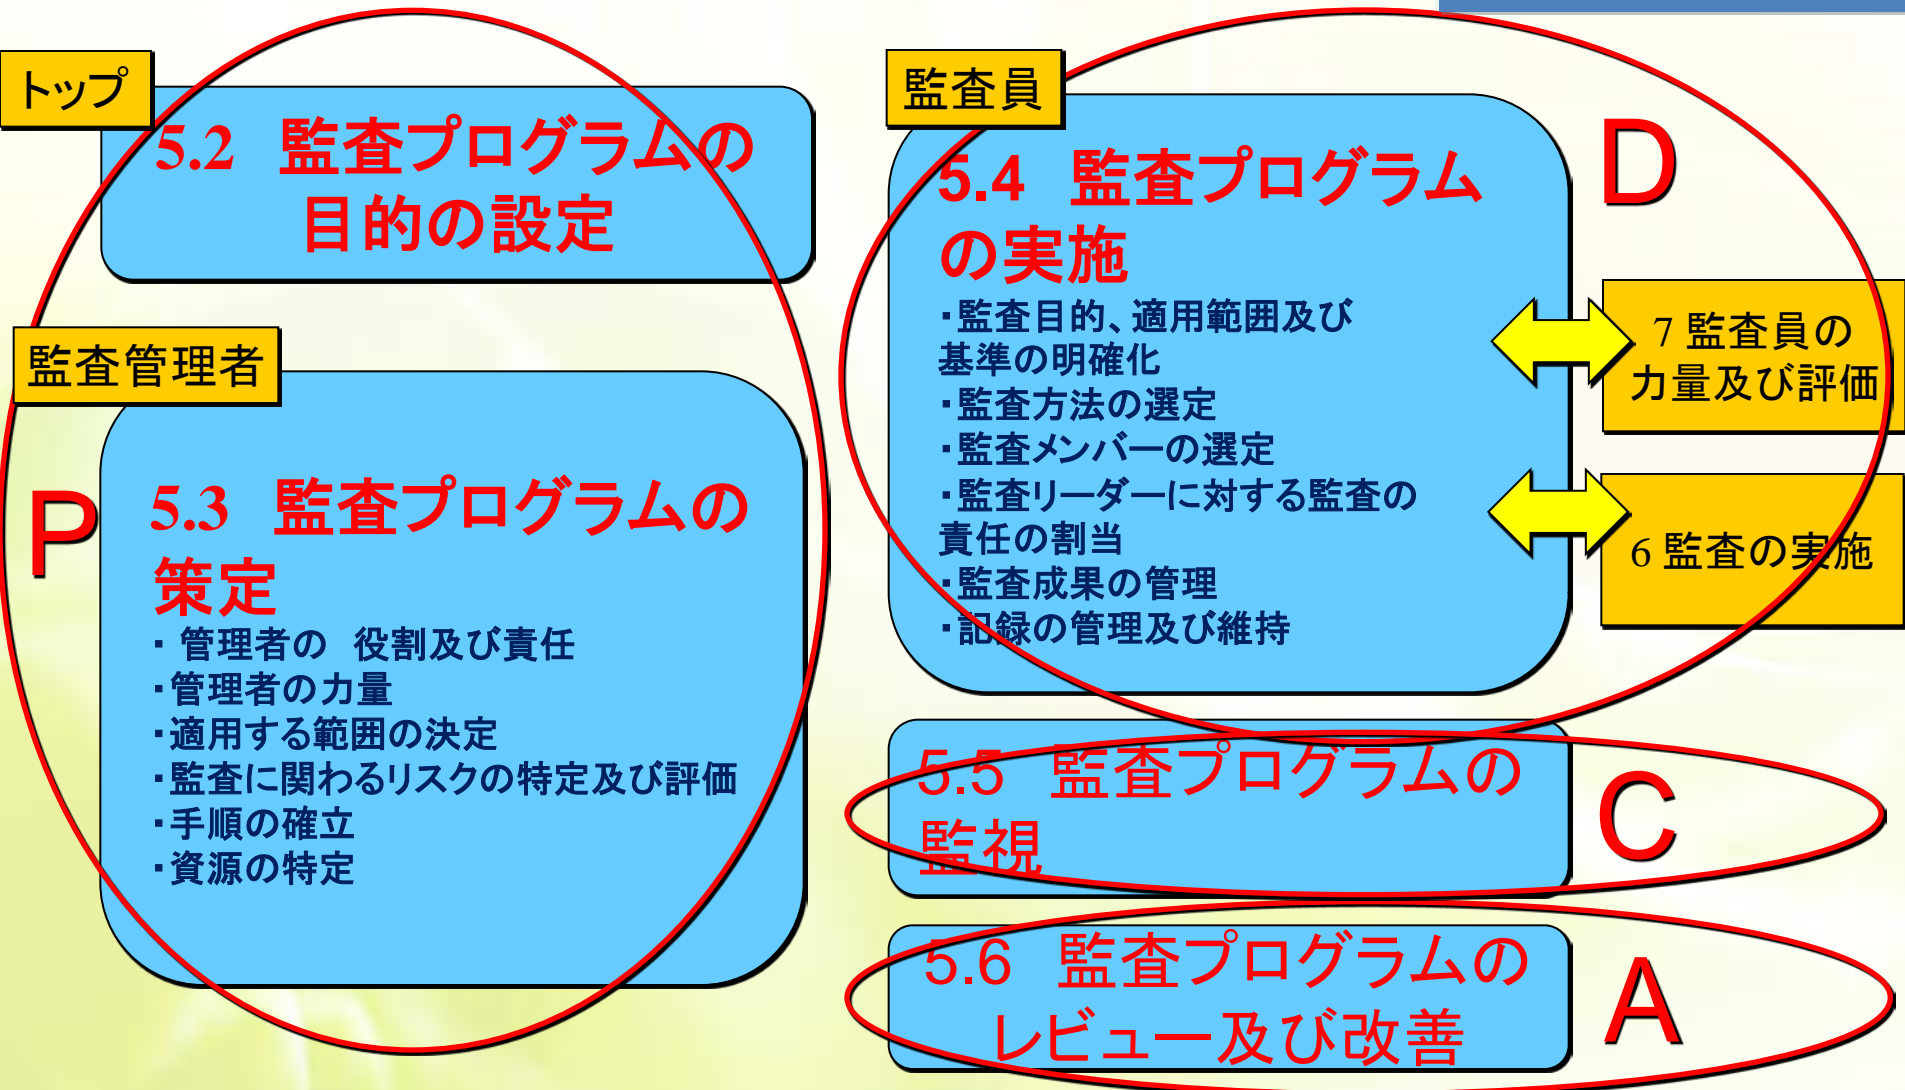 トップ
5.2　監査プログラムの
目的の設定
監査管理者
P
5.3　監査プログラムの
策定
・ 管理者の　役割及び責任
・管理者の力量
・適用する範囲の決定
・監査に関わるリスクの特定及び評価
・手順の確立
・資源の特定
監査員
D
5.4　監査プログラム
の実施
・監査目的、適用範囲及び
基準の明確化
・監査方法の選定
・監査メンバーの選定
・監査リーダーに対する監査の
責任の割当
・監査成果の管理
・記録の管理及び維持
7 監査員の
力量及び評価
6 監査の実施
5.5　監査プログラムの
監視
C
5.6　監査プログラムの
レビュー及び改善
A